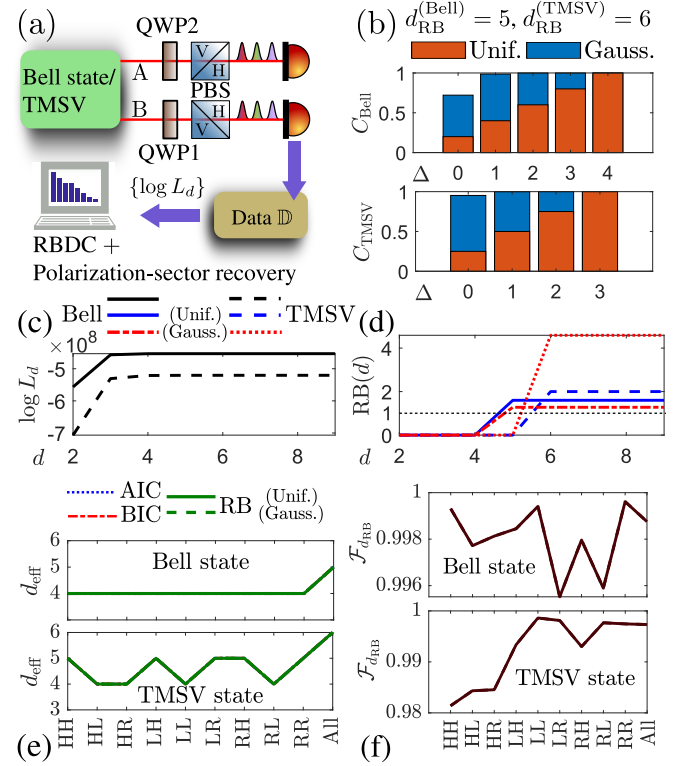 (a)
QWP2
Bell state/
TMSV
A
V
H
PBS
B
H
V
QWP1
{log L_d}
Data 𝔻
RBDC +
Polarization-sector recovery
(b)
d_RB^(Bell) = 5, d_RB^(TMSV) = 6
Unif. Gauss.
C_Bell
1
0.5
0
Δ 0 1 2 3 4
C_TMSV
1
0.5
0
Δ 0 1 2 3
(c)
Bell (Unif.) TMSV
(Gauss.)
× 10^8
log L_d
-5
-6
-7
d 2 4 6 8
(d)
RB(d)
4
2
1
0
d 2 4 6 8
AIC
BIC
RB (Unif.)
(Gauss.)
d_eff
6
5
4
3
Bell state
d_eff
6
5
4
3
TMSV state
HH HL HR LH LL LR RH RL RR All
(e)
ℱ_d_RB
1
0.998
0.996
Bell state
ℱ_d_RB
1
0.99
0.98
TMSV state
HH HL HR LH LL LR RH RL RR All
(f)